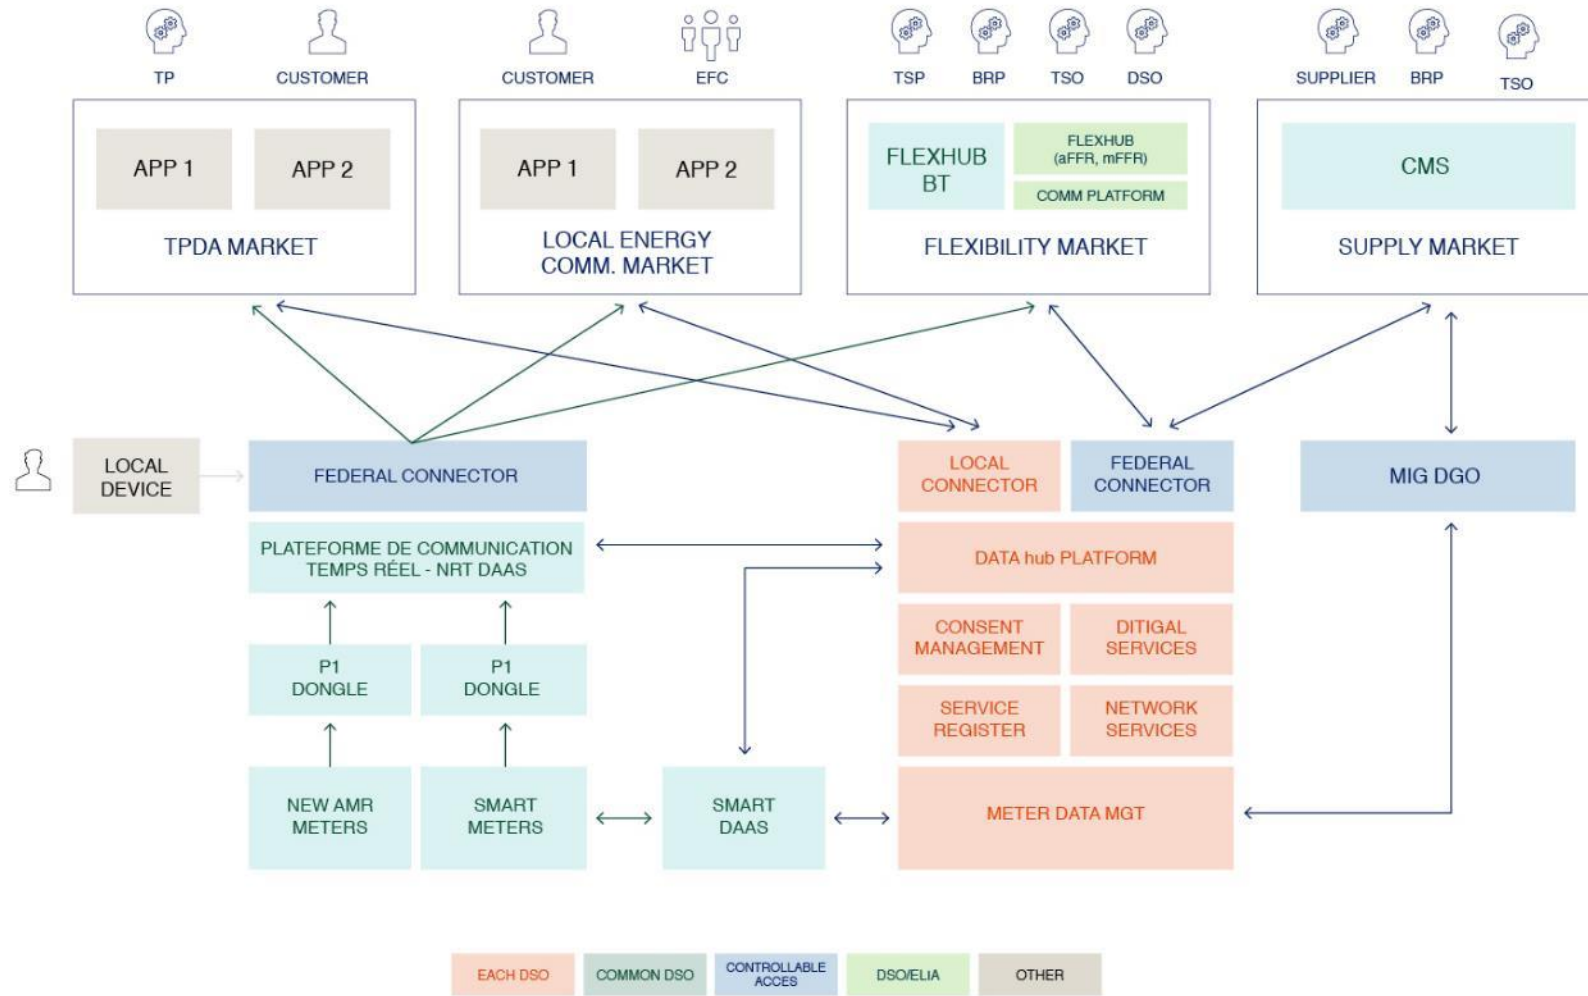 TP
CUSTOMER
CUSTOMER
EFC
TSP
BRP
TSO
DSO
SUPPLIER
BRP
TSO
APP 1
APP 2
TPDA MARKET
APP 1
APP 2
LOCAL ENERGY
COMM. MARKET
FLEXHUB
BT
FLEXHUB
(aFFR, mFFR)
COMM PLATFORM
FLEXIBILITY MARKET
CMS
SUPPLY MARKET
LOCAL
DEVICE
FEDERAL CONNECTOR
LOCAL
CONNECTOR
FEDERAL
CONNECTOR
MIG DGO
PLATEFORME DE COMMUNICATION
TEMPS RÉEL - NRT DAAS
DATA hub PLATFORM
P1
DONGLE
P1
DONGLE
CONSENT
MANAGEMENT
DITIGAL
SERVICES
SERVICE
REGISTER
NETWORK
SERVICES
NEW AMR
METERS
SMART
METERS
SMART
DAAS
METER DATA MGT
EACH DSO
COMMON DSO
CONTROLLABLE
ACCES
DSO/ELIA
OTHER